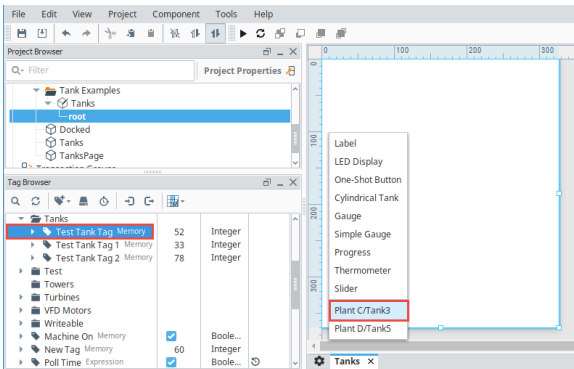 File Edit View Project Component Tools Help
Project Browser
Filter
Project Properties
Tank Examples
Tanks
root
Docked
Tanks
TanksPage
Tag Browser
Tanks
Test Tank Tag Memory 52 Integer
Test Tank Tag 1 Memory 33 Integer
Test Tank Tag 2 Memory 78 Integer
Test
Towers
Turbines
VFD Motors
Writeable
Machine On Memory Boole...
New Tag Memory 60 Integer
Poll Time Expression Boole...
0 100 200 300
0
100
200
300
Label
LED Display
One-Shot Button
Cylindrical Tank
Gauge
Simple Gauge
Progress
Thermometer
Slider
Plant C/Tank3
Plant D/Tank5
Tanks ×